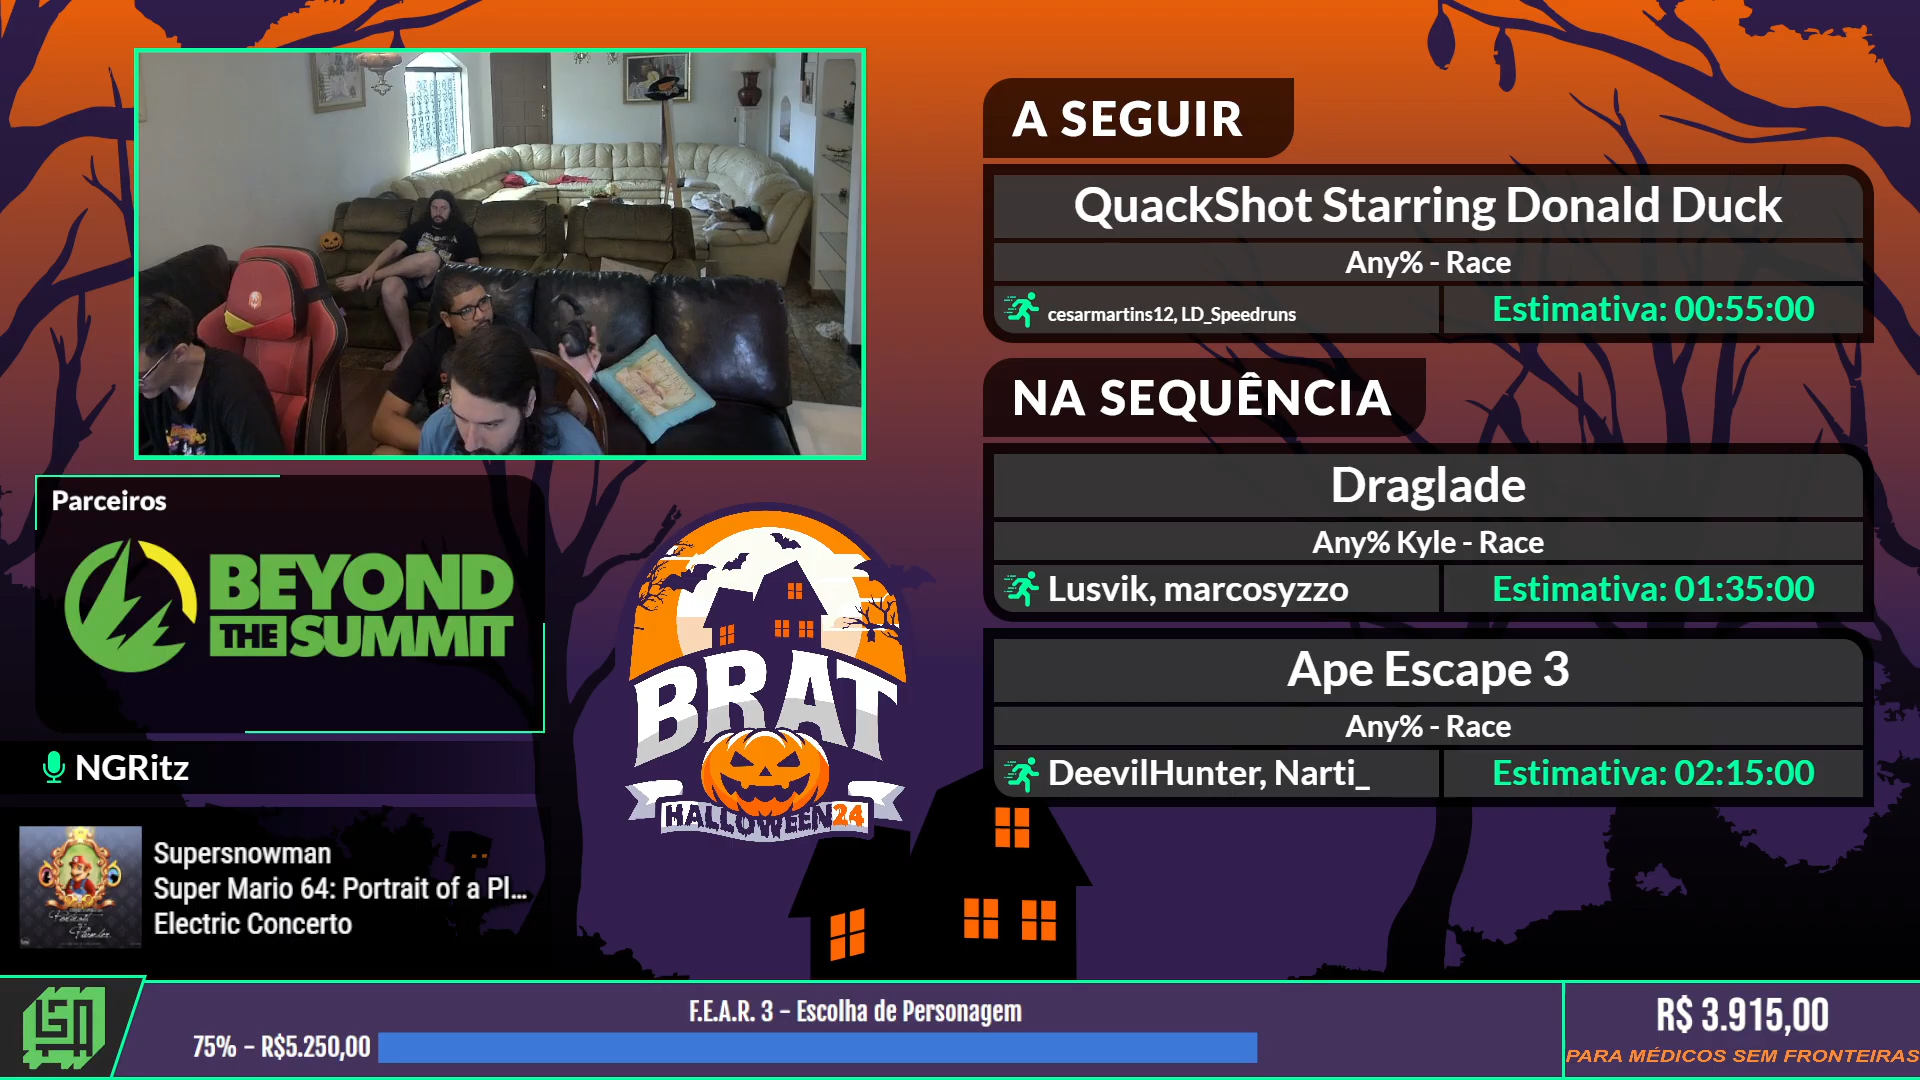 A SEGUIR
QuackShot Starring Donald Duck
Any% - Race
cesarmartins12, LD_Speedruns
Estimativa: 00:55:00
NA SEQUÊNCIA
Draglade
Any% Kyle - Race
Lusvik, marcosyzzo
Estimativa: 01:35:00
Ape Escape 3
Any% - Race
DeevilHunter, Narti_
Estimativa: 02:15:00
Parceiros
BEYOND
THE SUMMIT
BRAT
HALLOWEEN24
NGRitz
Supersnowman
Super Mario 64: Portrait of a Pl...
Electric Concerto
F.E.A.R. 3 - Escolha de Personagem
75% - R$5.250,00
R$ 3.915,00
PARA MÉDICOS SEM FRONTEIRAS